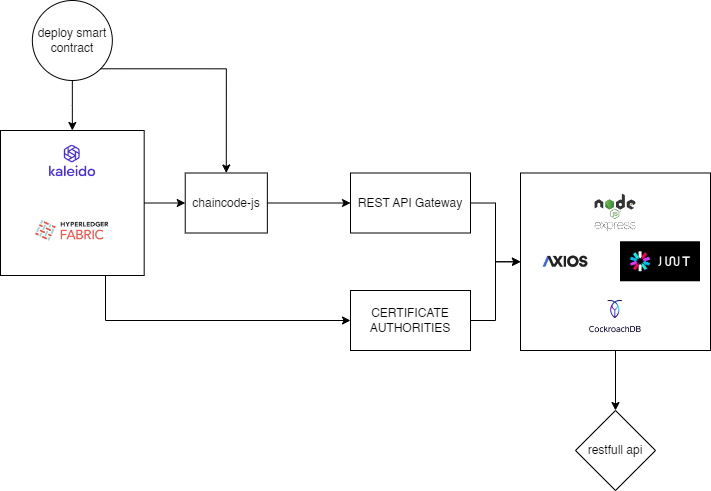 deploy smart
contract
kaleido
HYPERLEDGER
FABRIC
chaincode-js
REST API Gateway
CERTIFICATE
AUTHORITIES
node
JS
express
AXIOS
JWT
CockroachDB
restfull api